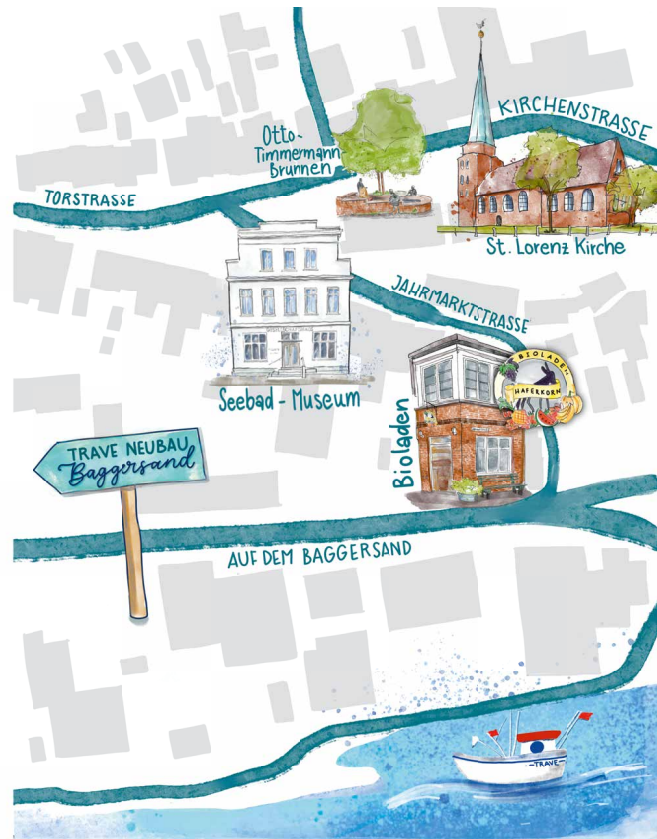 KIRCHENSTRASSE
Otto-
Timmermann-
Brunnen
TORSTRASSE
St. Lorenz Kirche
JAHRMARKTSTRASSE
BIOLADEN
HAFERKORN
Seebad - Museum
Bioladen
TRAVE NEUBAU
Baggersand
AUF DEM BAGGERSAND
-TRAVE-